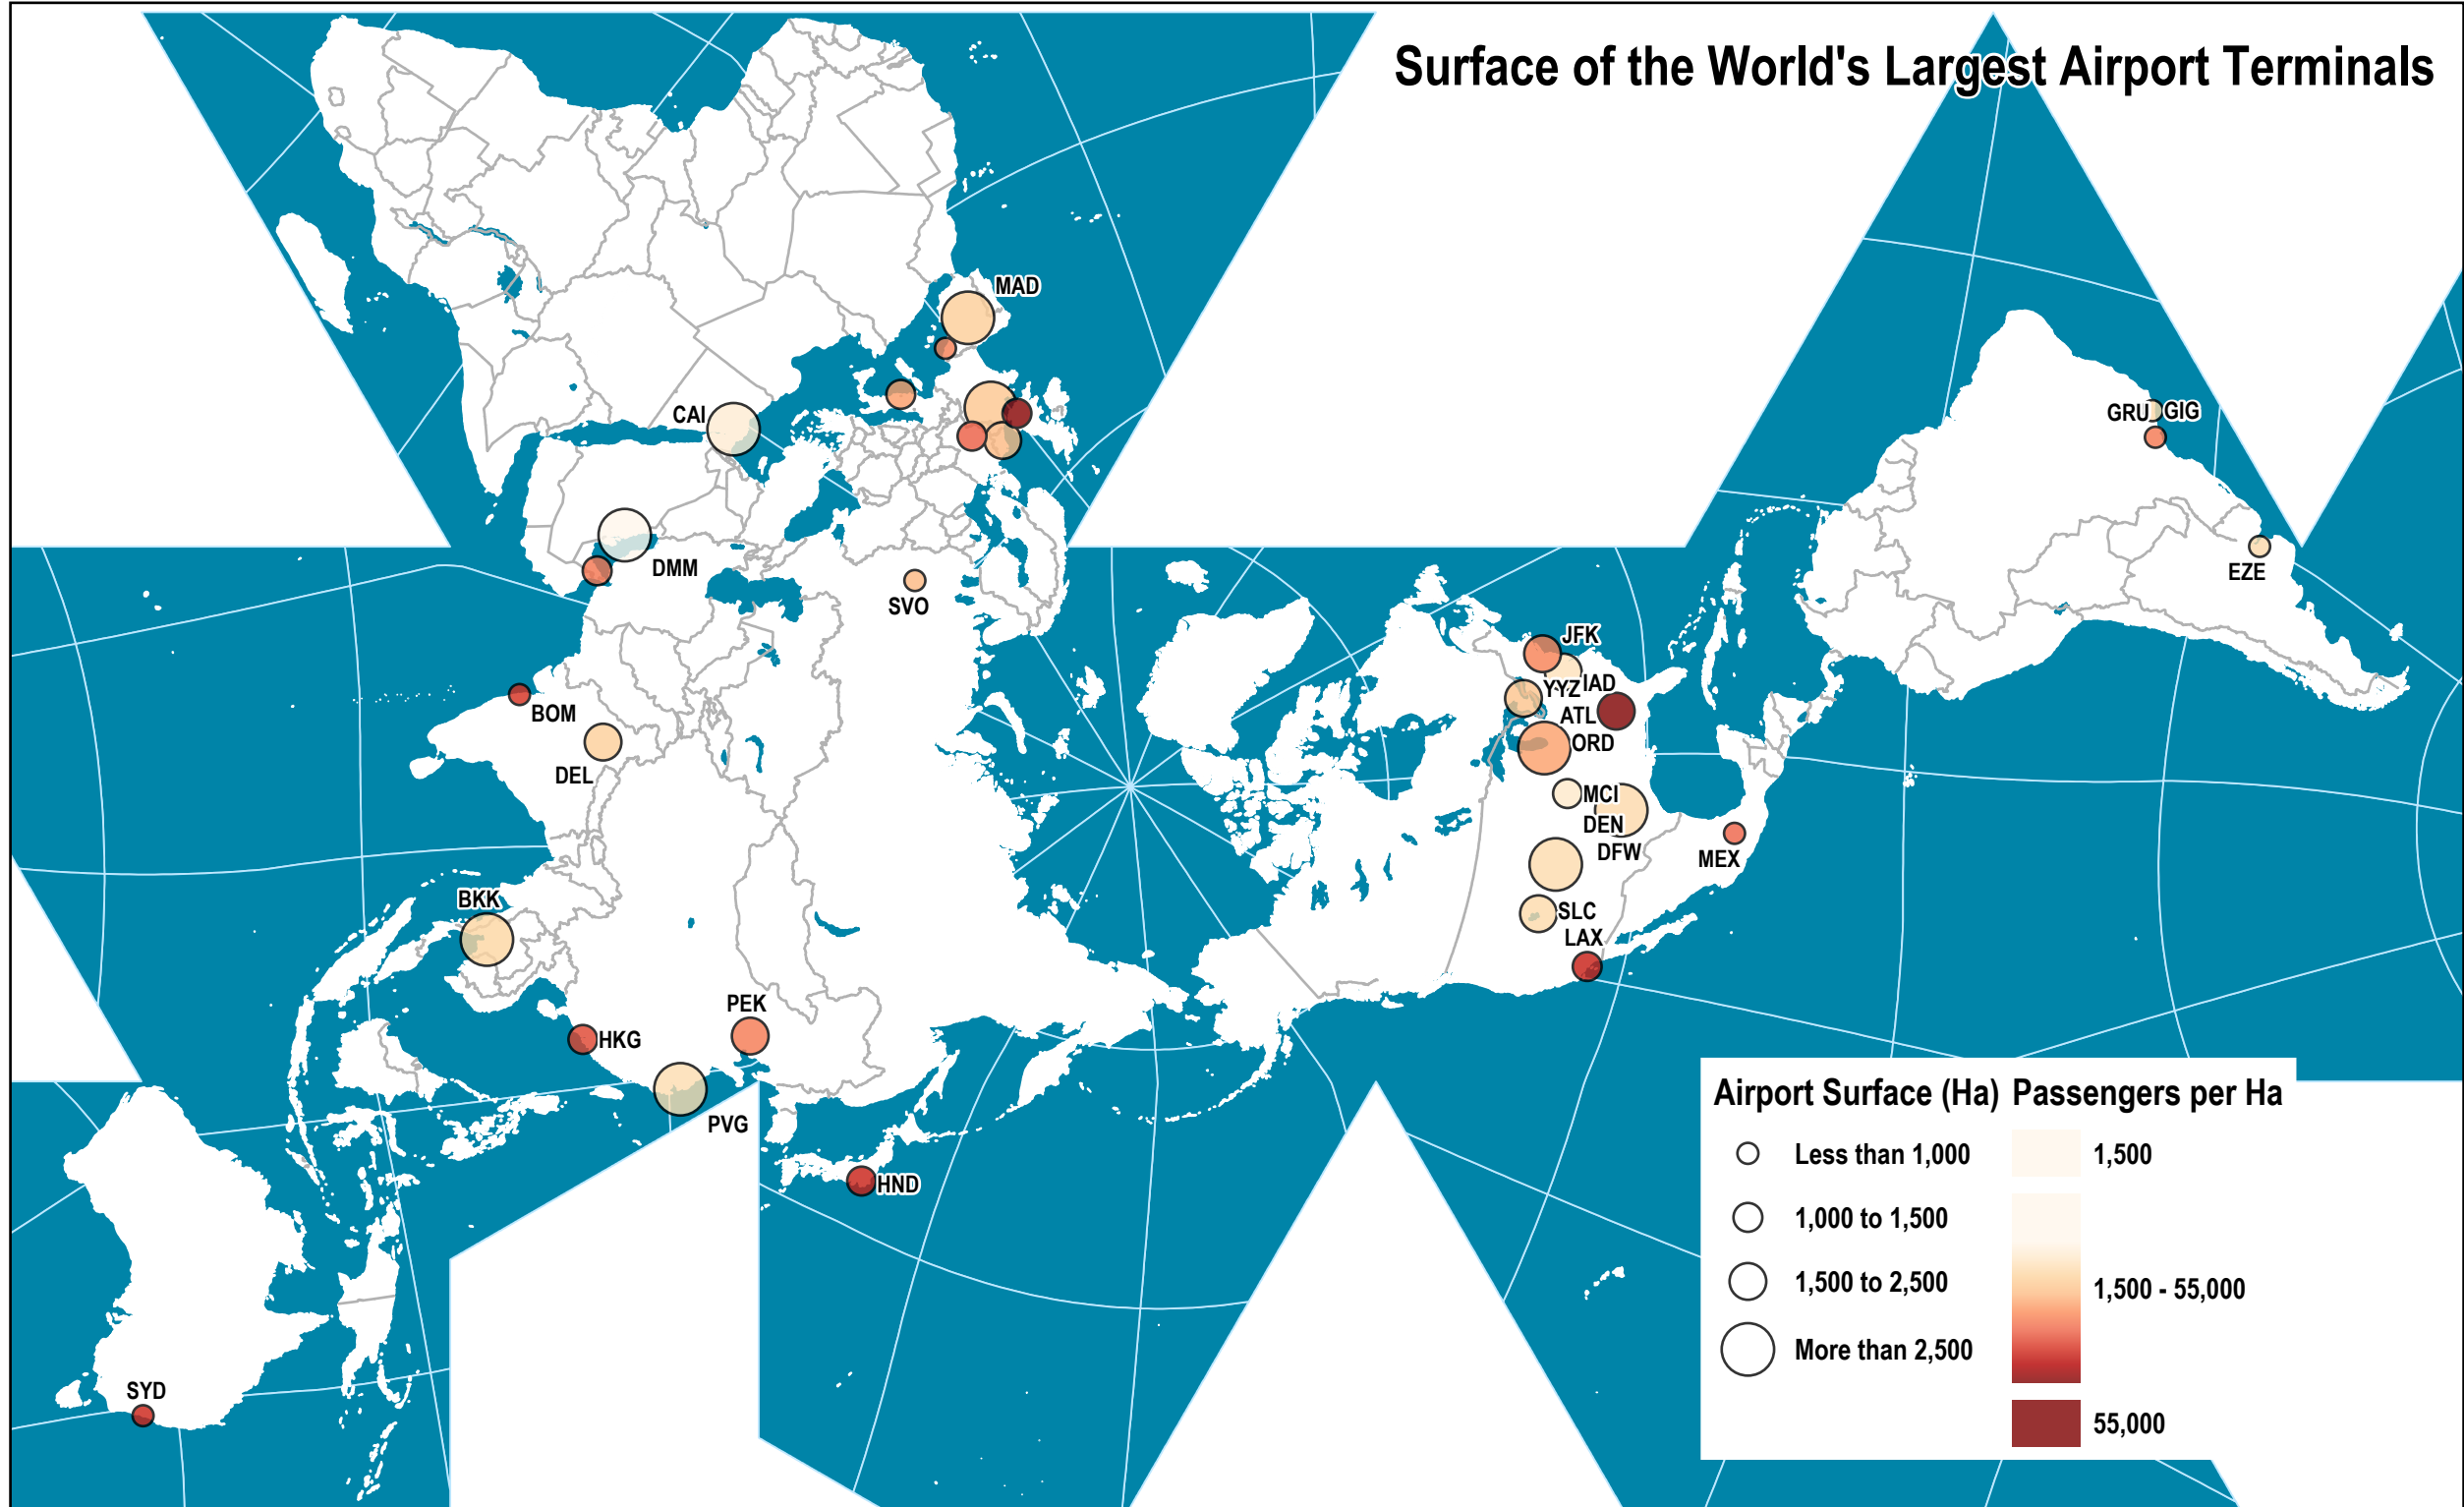 Surface of the World's Largest Airport Terminals
MAD
CAI
GRU GIG
DMM
EZE
SVO
JFK
YYZ IAD
BOM
ATL
ORD
DEL
MCI
DEN
DFW
MEX
BKK
SLC
LAX
PEK
HKG
PVG
HND
SYD
Airport Surface (Ha) Passengers per Ha
Less than 1,000
1,500
1,000 to 1,500
1,500 to 2,500
1,500 - 55,000
More than 2,500
55,000